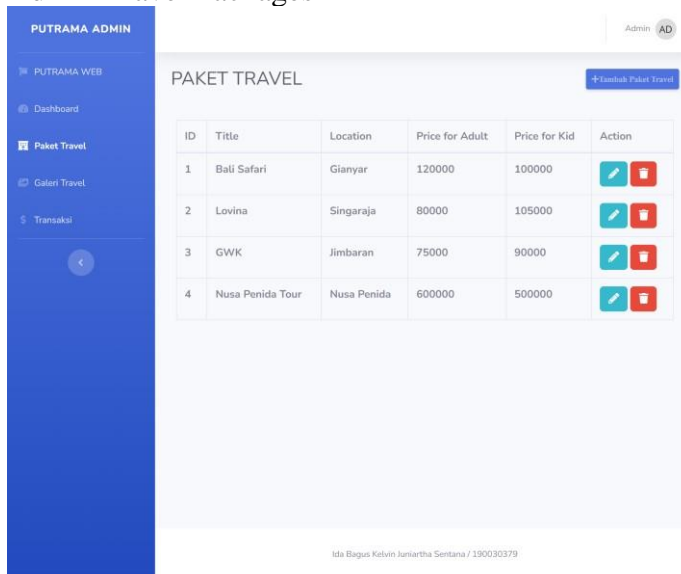 PUTRAMA ADMIN
Admin AD
PUTRAMA WEB
Dashboard
Paket Travel
Galeri Travel
$ Transaksi
PAKET TRAVEL
+Tambah Paket Travel
ID Title Location Price for Adult Price for Kid Action
1 Bali Safari Gianyar 120000 100000
2 Lovina Singaraja 80000 105000
3 GWK Jimbaran 75000 90000
4 Nusa Penida Tour Nusa Penida 600000 500000
Ida Bagus Kelvin Juniartha Sentana / 190030379